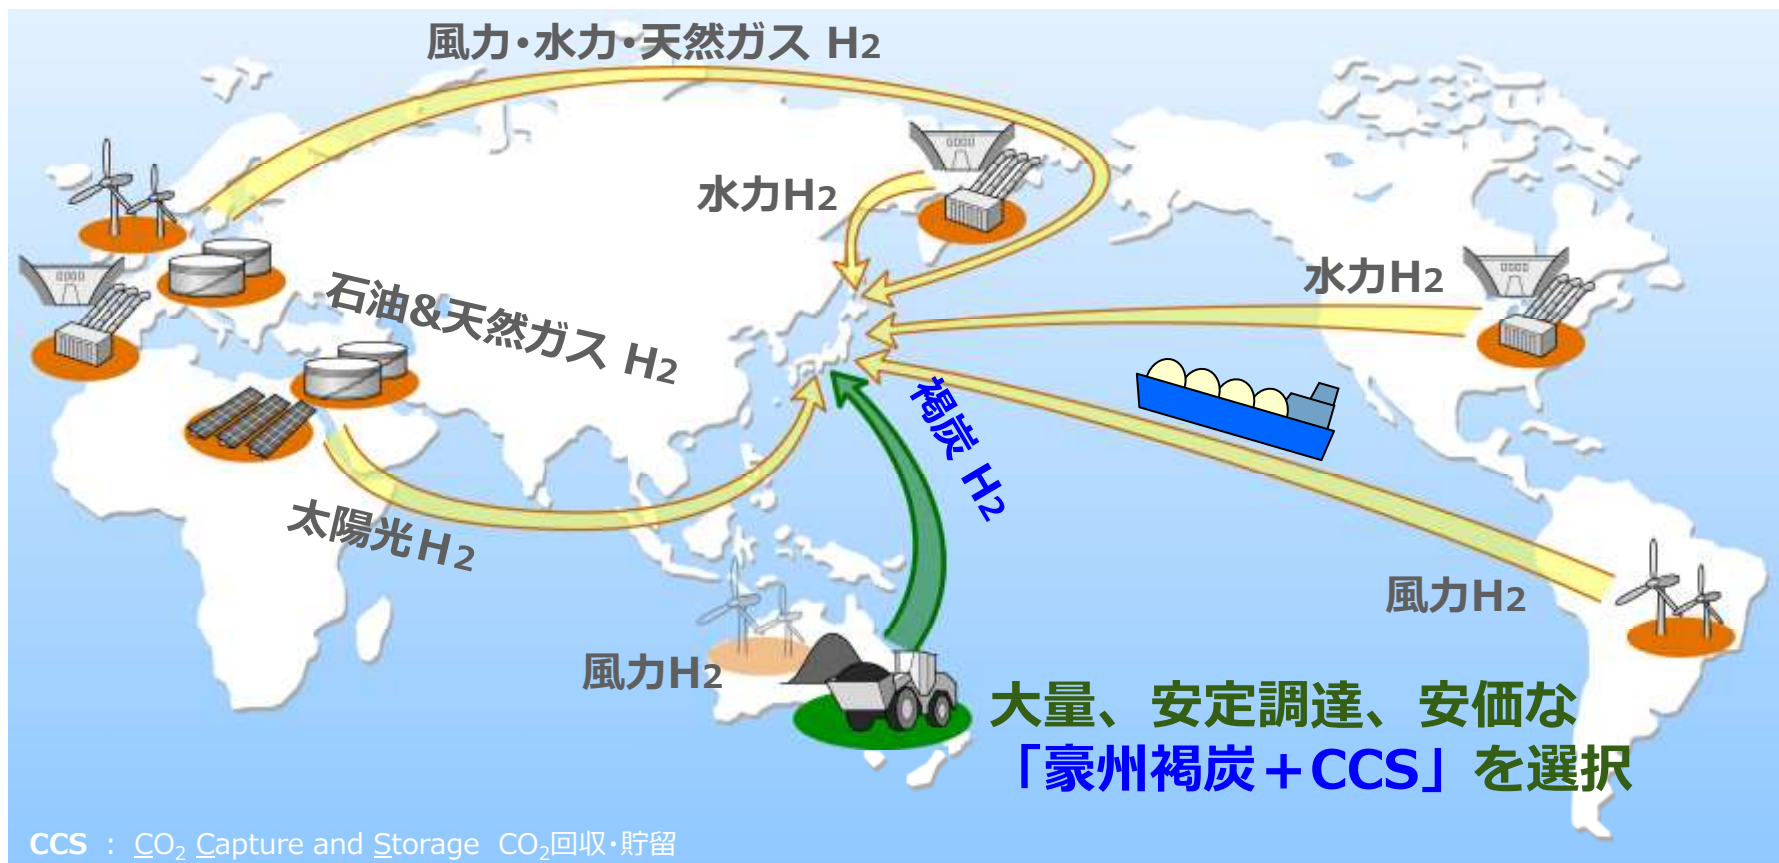 風力・水力・天然ガス H2
水力H2
水力H2
石油&天然ガス H2
褐炭 H2
太陽光H2
風力H2
風力H2
大量、安定調達、安価な
「豪州褐炭+CCS」を選択
CCS : CO2 Capture and Storage CO2回収・貯留